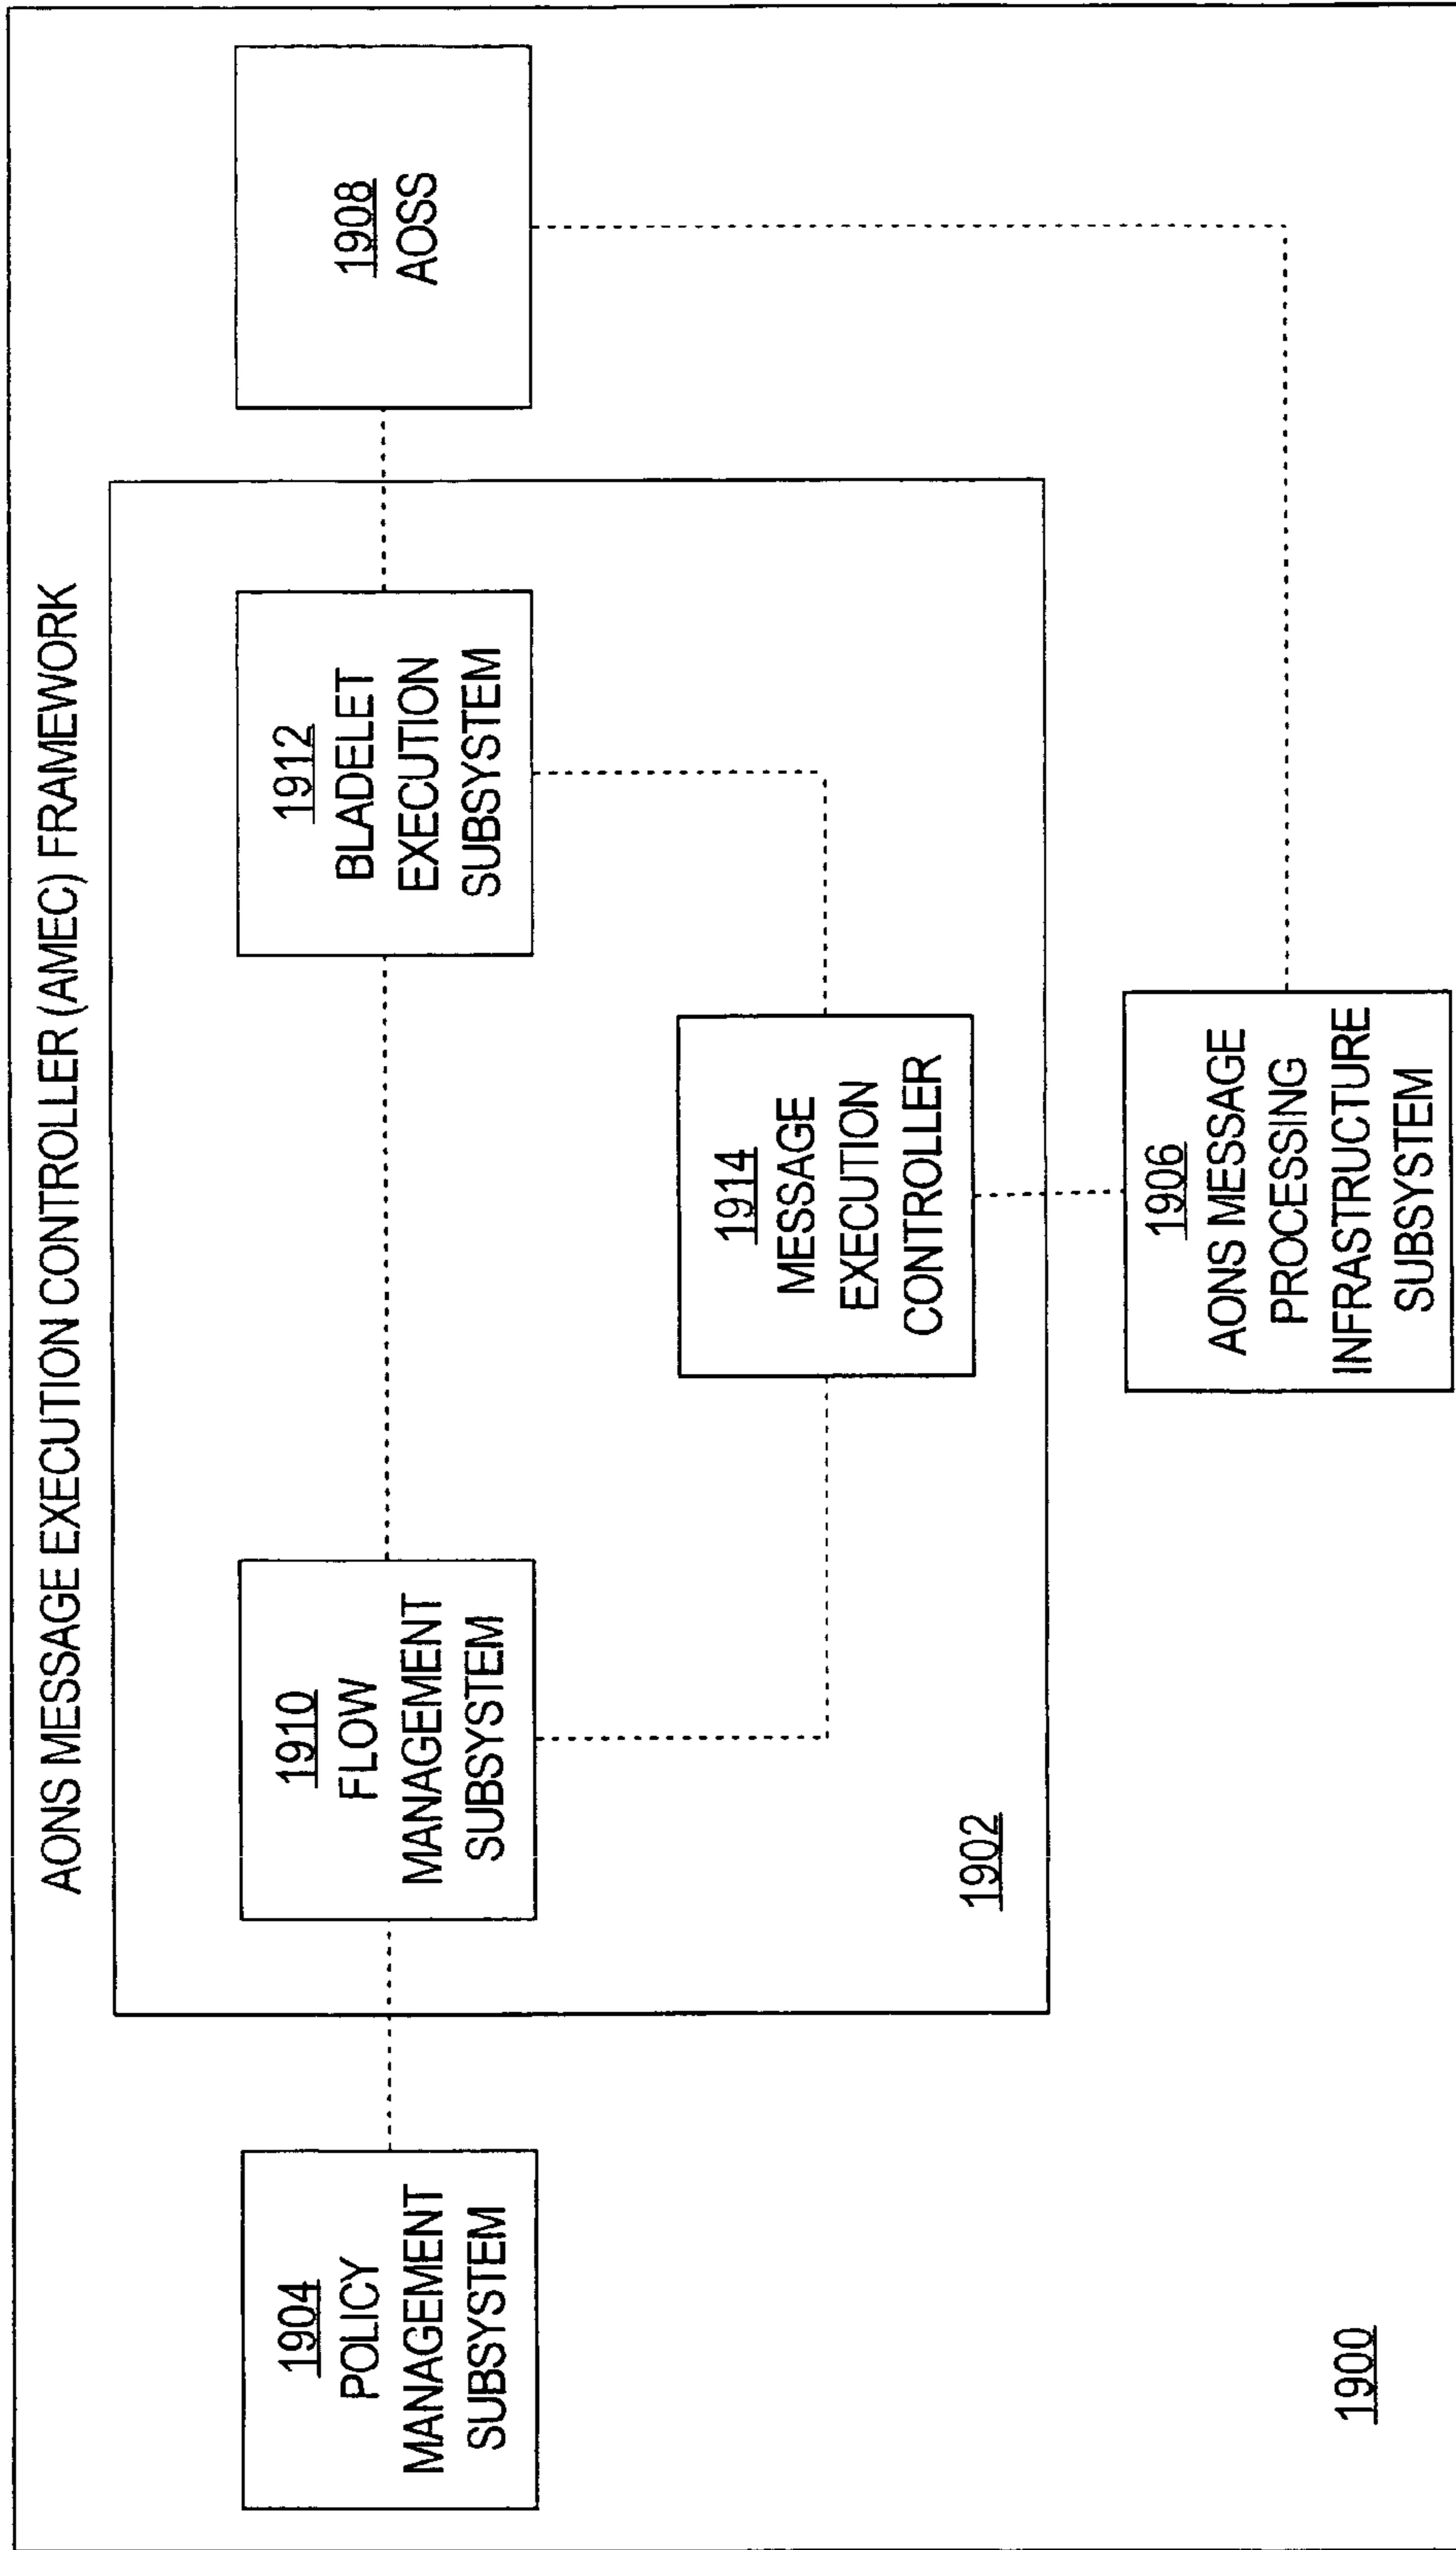 AONS MESSAGE EXECUTION CONTROLLER (AMEC) FRAMEWORK
1904
POLICY
MANAGEMENT
SUBSYSTEM
1910
FLOW
MANAGEMENT
SUBSYSTEM
1912
BLADELET
EXECUTION
SUBSYSTEM
1908
AOSS
1914
MESSAGE
EXECUTION
CONTROLLER
1902
1906
AONS MESSAGE
PROCESSING
INFRASTRUCTURE
SUBSYSTEM
1900